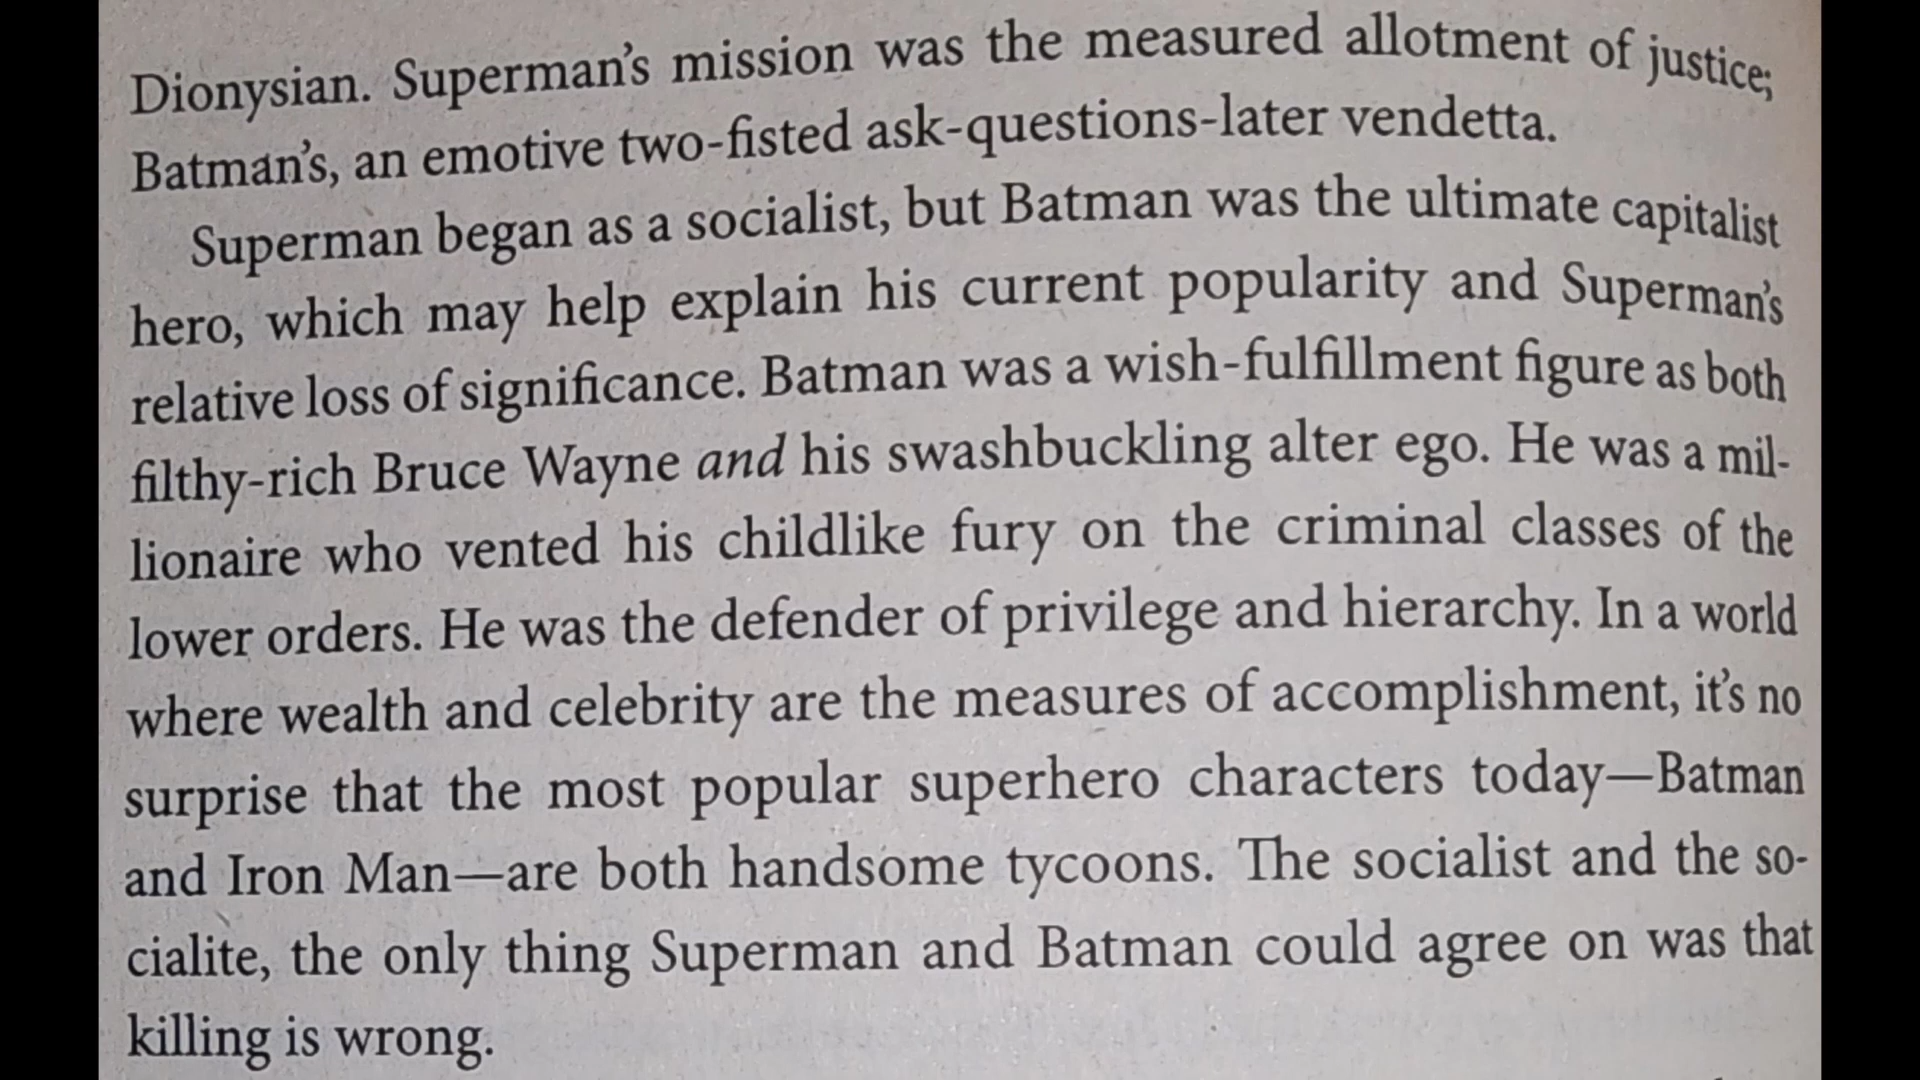 Dionysian. Superman's mission was the measured allotment of justice;
Batman's, an emotive two-fisted ask-questions-later vendetta.
Superman began as a socialist, but Batman was the ultimate capitalist
hero, which may help explain his current popularity and Superman's
relative loss of significance. Batman was a wish-fulfillment figure as both
filthy-rich Bruce Wayne and his swashbuckling alter ego. He was a mil-
lionaire who vented his childlike fury on the criminal classes of the
lower orders. He was the defender of privilege and hierarchy. In a world
where wealth and celebrity are the measures of accomplishment, it's no
surprise that the most popular superhero characters today—Batman
and Iron Man—are both handsome tycoons. The socialist and the so-
cialite, the only thing Superman and Batman could agree on was that
killing is wrong.